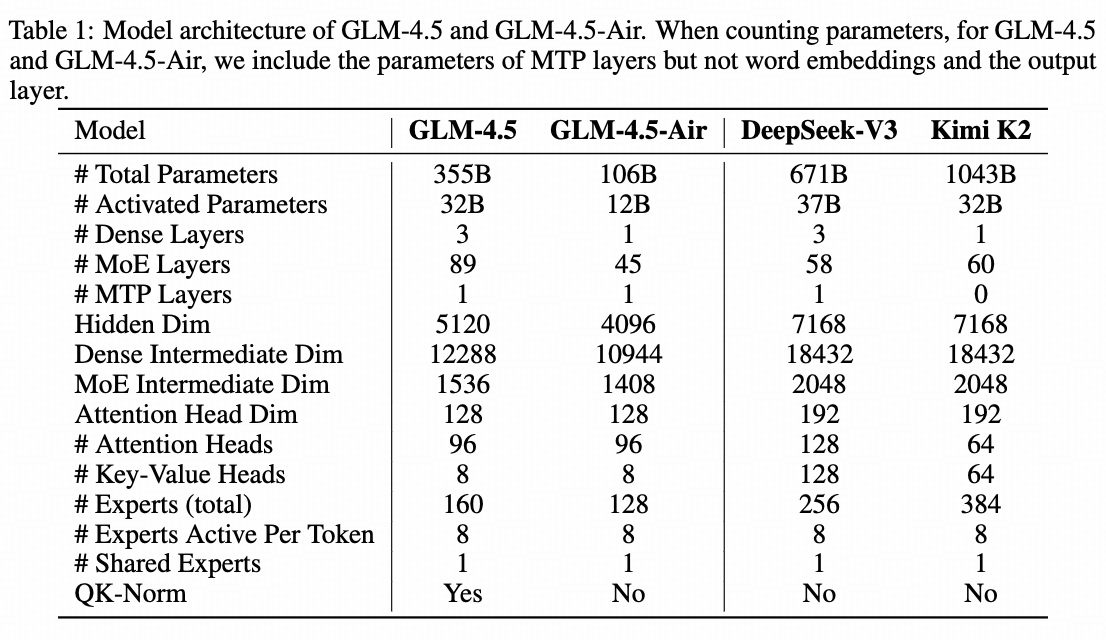 Table 1: Model architecture of GLM-4.5 and GLM-4.5-Air. When counting parameters, for GLM-4.5
and GLM-4.5-Air, we include the parameters of MTP layers but not word embeddings and the output
layer.
Model GLM-4.5 GLM-4.5-Air DeepSeek-V3 Kimi K2
# Total Parameters 355B 106B 671B 1043B
# Activated Parameters 32B 12B 37B 32B
# Dense Layers 3 1 3 1
# MoE Layers 89 45 58 60
# MTP Layers 1 1 1 0
Hidden Dim 5120 4096 7168 7168
Dense Intermediate Dim 12288 10944 18432 18432
MoE Intermediate Dim 1536 1408 2048 2048
Attention Head Dim 128 128 192 192
# Attention Heads 96 96 128 64
# Key-Value Heads 8 8 128 64
# Experts (total) 160 128 256 384
# Experts Active Per Token 8 8 8 8
# Shared Experts 1 1 1 1
QK-Norm Yes No No No